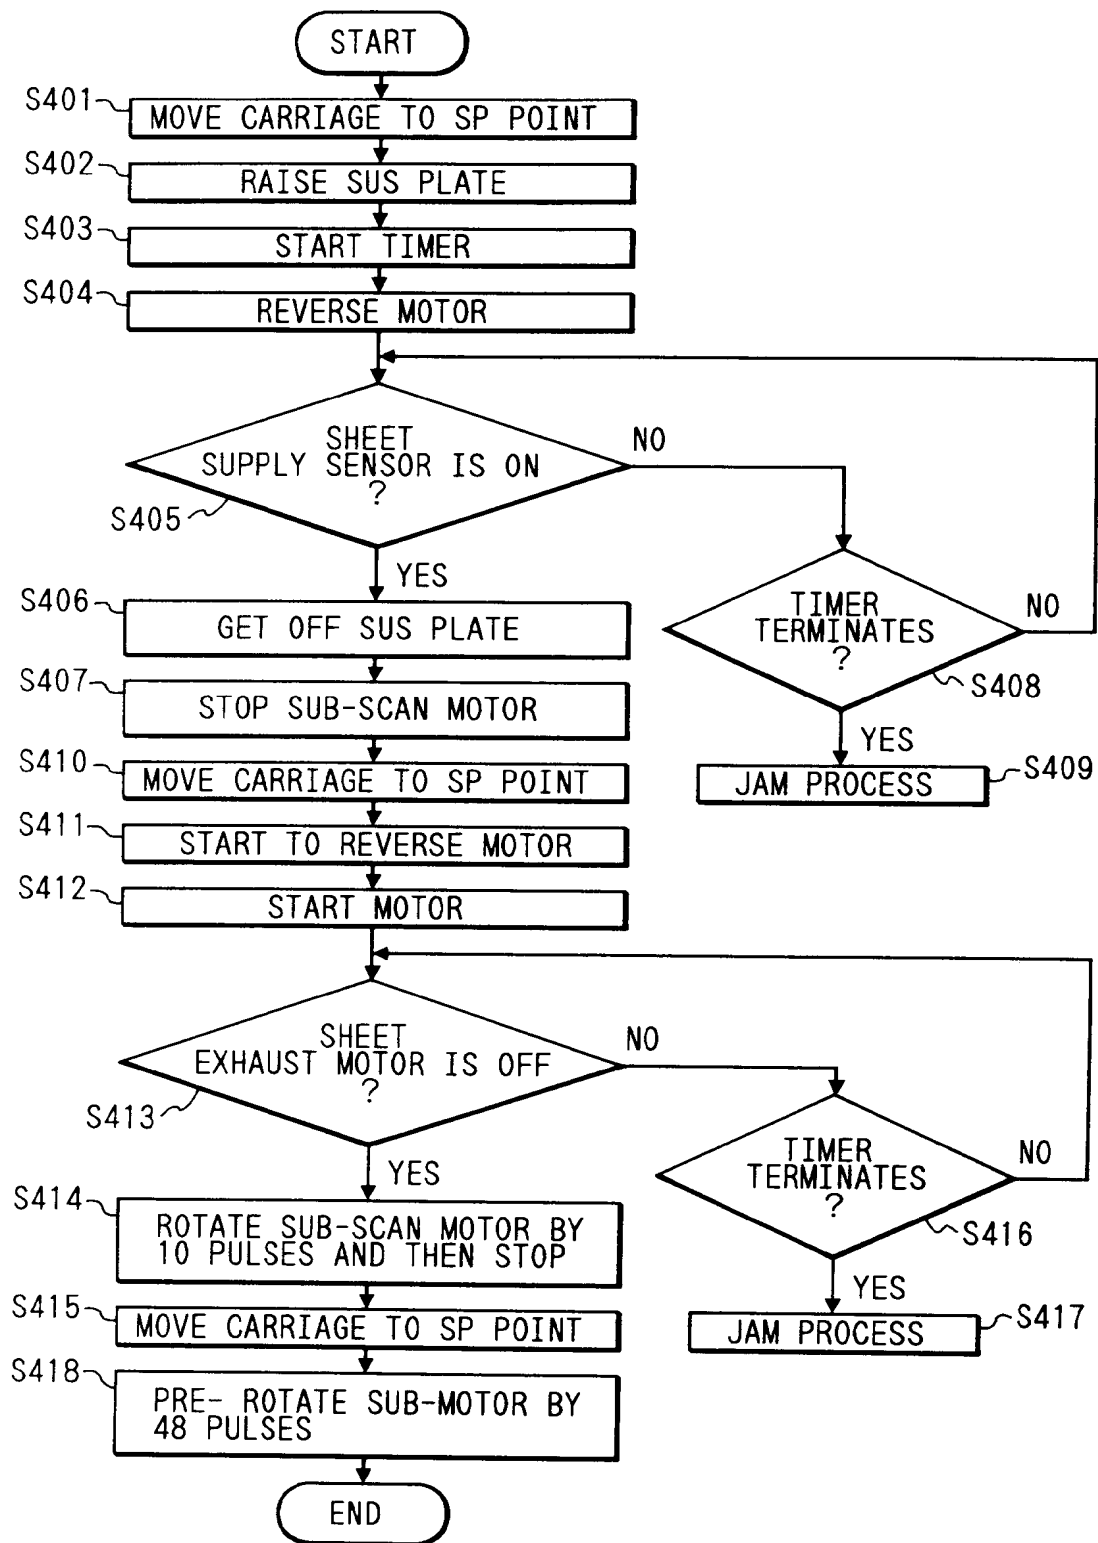 START
S401
MOVE CARRIAGE TO SP POINT
S402
RAISE SUS PLATE
S403
START TIMER
S404
REVERSE MOTOR
SHEET
SUPPLY SENSOR IS ON
?
NO
S405
YES
TIMER
TERMINATES
?
NO
S408
YES
S409
JAM PROCESS
S406
GET OFF SUS PLATE
S407
STOP SUB-SCAN MOTOR
S410
MOVE CARRIAGE TO SP POINT
S411
START TO REVERSE MOTOR
S412
START MOTOR
SHEET
EXHAUST MOTOR IS OFF
?
NO
S413
YES
TIMER
TERMINATES
?
NO
S416
YES
S417
JAM PROCESS
S414
ROTATE SUB-SCAN MOTOR BY
10 PULSES AND THEN STOP
S415
MOVE CARRIAGE TO SP POINT
S418
PRE- ROTATE SUB-MOTOR BY
48 PULSES
END